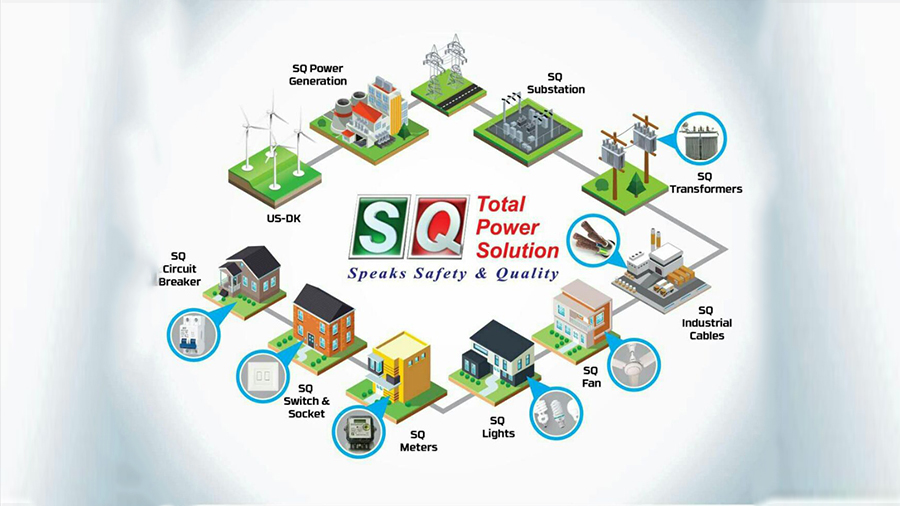 SQ Power
Generation
SQ
Substation
SQ
Transformers
US-DK
SQ
Total
Power
Solution
Speaks Safety & Quality
SQ
Circuit
Breaker
SQ
Industrial
Cables
SQ
Switch &
Socket
SQ
Meters
SQ
Lights
SQ
Fan